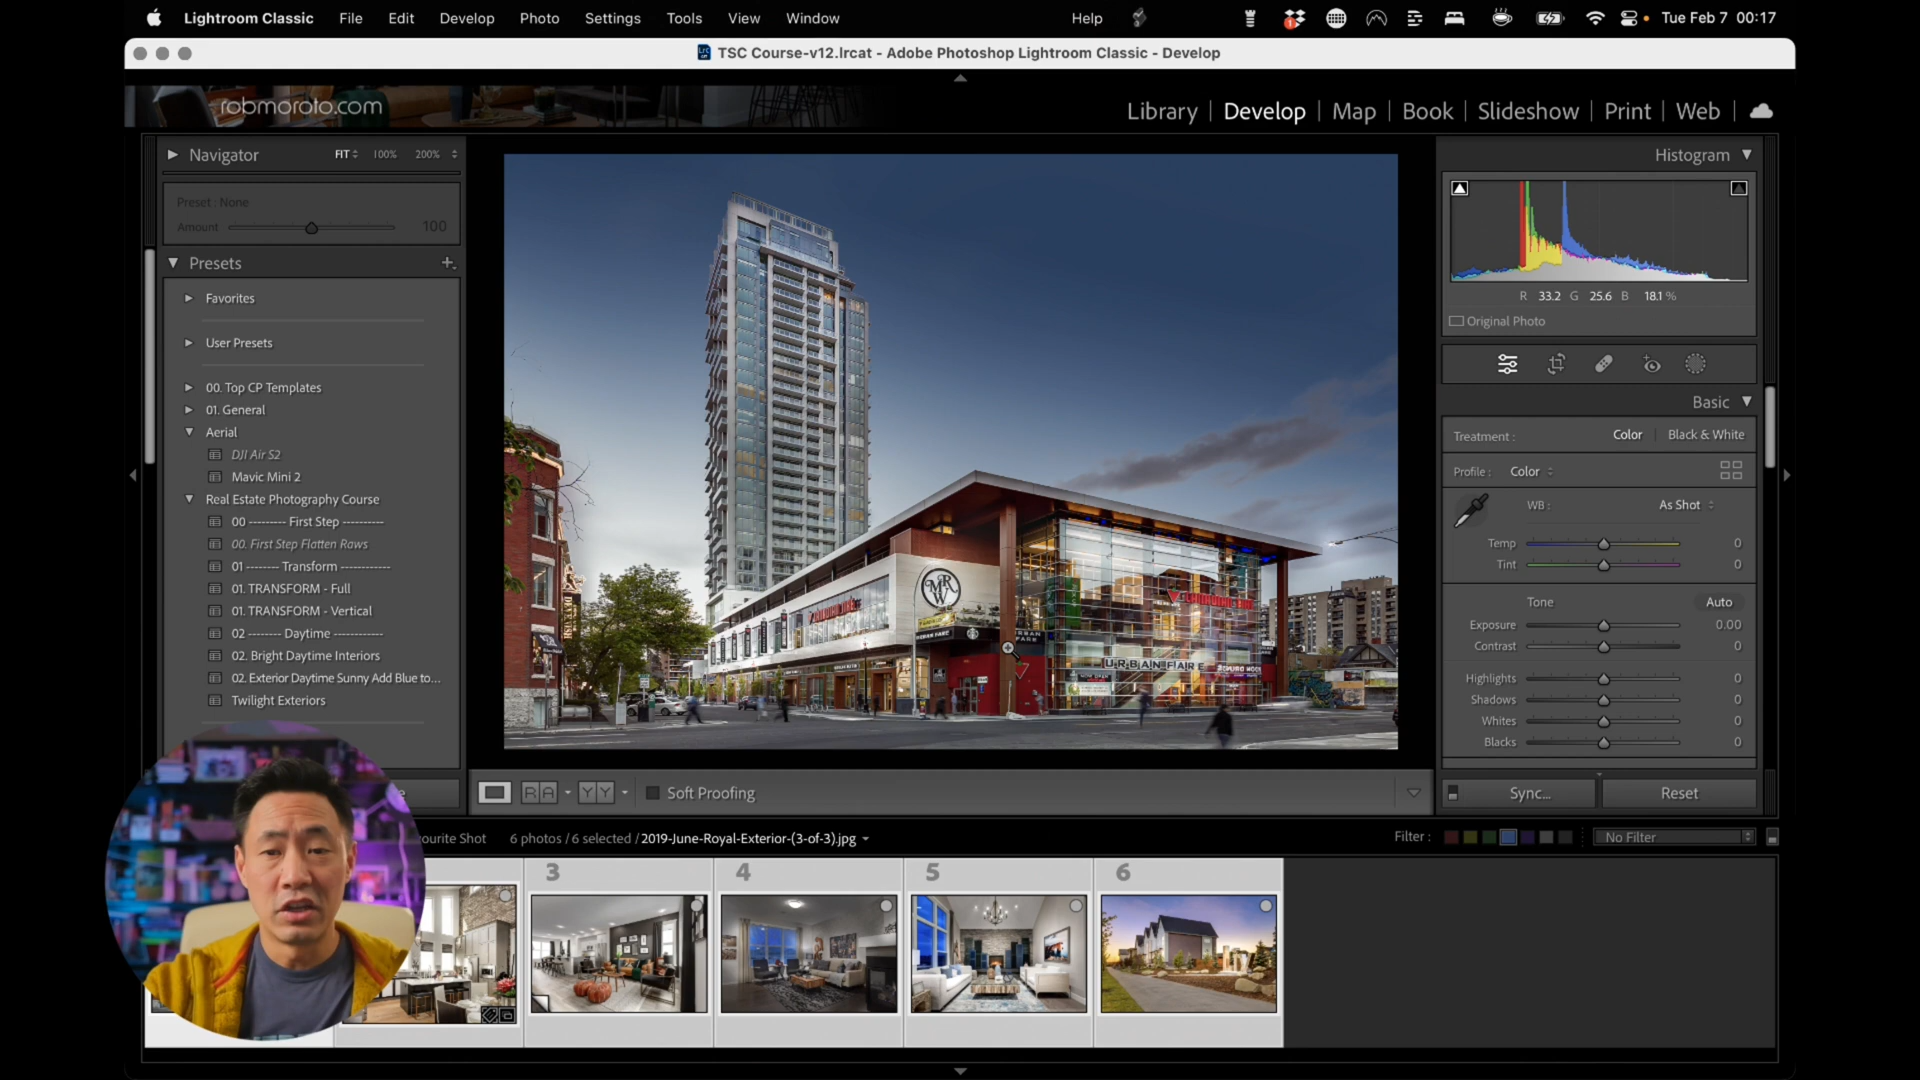 Lightroom Classic File Edit Develop Photo Settings Tools View Window Help Tue Feb 7 00:17
TSC Course-v12.lrcat - Adobe Photoshop Lightroom Classic - Develop
robmoroto.com
Library | Develop | Map | Book | Slideshow | Print | Web
Navigator FIT 100% 200%
Preset : None
Amount 100
Presets
Favorites
User Presets
00. Top CP Templates
01. General
Aerial
DJI Air S2
Mavic Mini 2
Real Estate Photography Course
00 --------- First Step ----------
00. First Step Flatten Raws
01 -------- Transform ------------
01. TRANSFORM - Full
01. TRANSFORM - Vertical
02 -------- Daytime ------------
02. Bright Daytime Interiors
02. Exterior Daytime Sunny Add Blue to...
Twilight Exteriors
MRW
URBAN FARE
Histogram
R 33.2 G 25.6 B 18.1 %
Original Photo
Basic
Treatment : Color Black & White
Profile : Color
WB : As Shot
Temp 0
Tint 0
Tone Auto
Exposure 0.00
Contrast 0
Highlights 0
Shadows 0
Whites 0
Blacks 0
Sync... Reset
RA YY Soft Proofing
ourite Shot 6 photos / 6 selected / 2019-June-Royal-Exterior-(3-of-3).jpg
Filter : No Filter
3 4 5 6